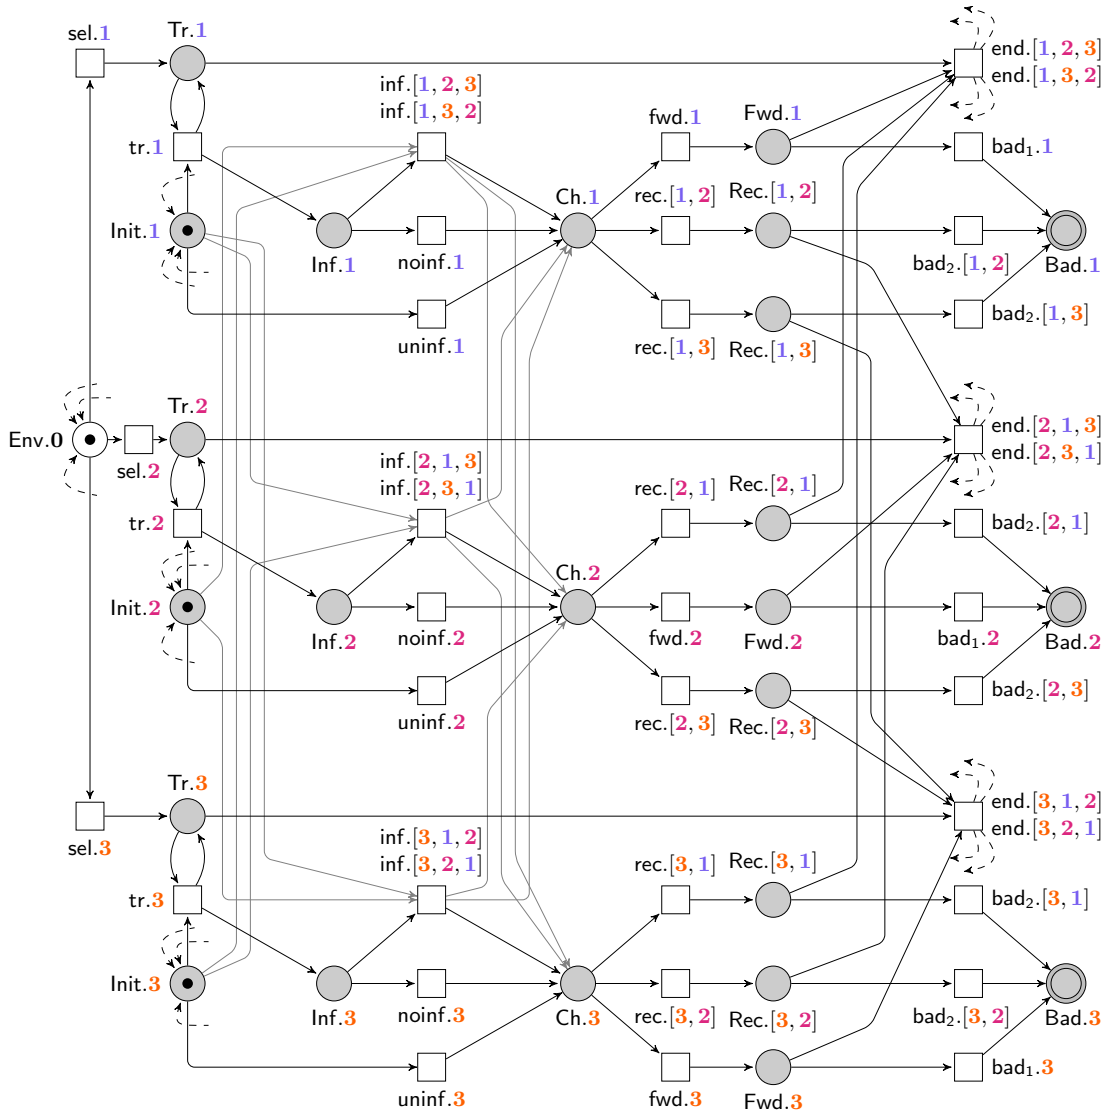 sel.1
Tr.1
end.[1, 2, 3]
end.[1, 3, 2]
inf.[1, 2, 3]
inf.[1, 3, 2]
fwd.1
Fwd.1
tr.1
bad₁.1
rec.[1, 2]
Rec.[1, 2]
Ch.1
Init.1
Inf.1
noinf.1
bad₂.[1, 2]
Bad.1
uninf.1
rec.[1, 3]
Rec.[1, 3]
bad₂.[1, 3]
Env.0
sel.2
Tr.2
end.[2, 1, 3]
end.[2, 3, 1]
inf.[2, 1, 3]
inf.[2, 3, 1]
rec.[2, 1]
Rec.[2, 1]
tr.2
bad₂.[2, 1]
Ch.2
Init.2
Inf.2
noinf.2
fwd.2
Fwd.2
bad₁.2
Bad.2
uninf.2
rec.[2, 3]
Rec.[2, 3]
bad₂.[2, 3]
Tr.3
sel.3
end.[3, 1, 2]
end.[3, 2, 1]
inf.[3, 1, 2]
inf.[3, 2, 1]
rec.[3, 1]
Rec.[3, 1]
tr.3
bad₂.[3, 1]
Init.3
Inf.3
noinf.3
Ch.3
rec.[3, 2]
Rec.[3, 2]
bad₂.[3, 2]
Bad.3
uninf.3
fwd.3
Fwd.3
bad₁.3